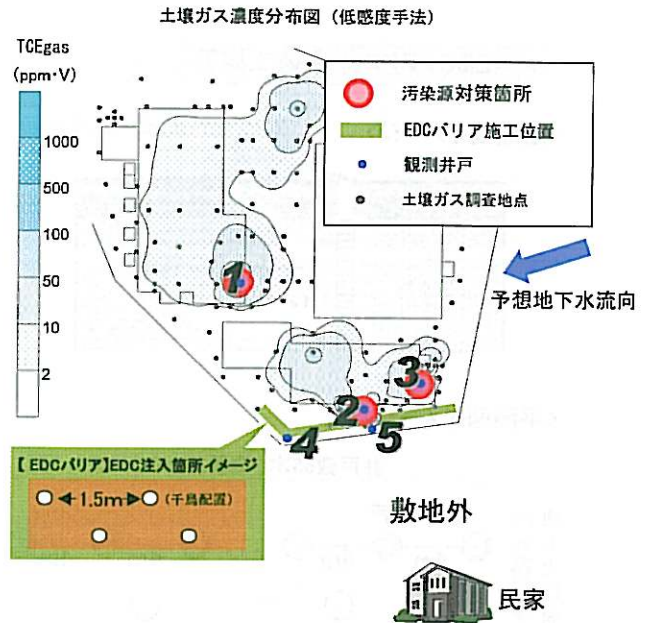 土壌ガス濃度分布図（低感度手法）
TCEgas
(ppm･V)
1000
500
100
50
10
2
汚染源対策箇所
EDCバリア施工位置
観測井戸
土壌ガス調査地点
予想地下水流向
1
2
3
4
5
【EDCバリア】EDC注入箇所イメージ
1.5m
(千鳥配置)
敷地外
民家